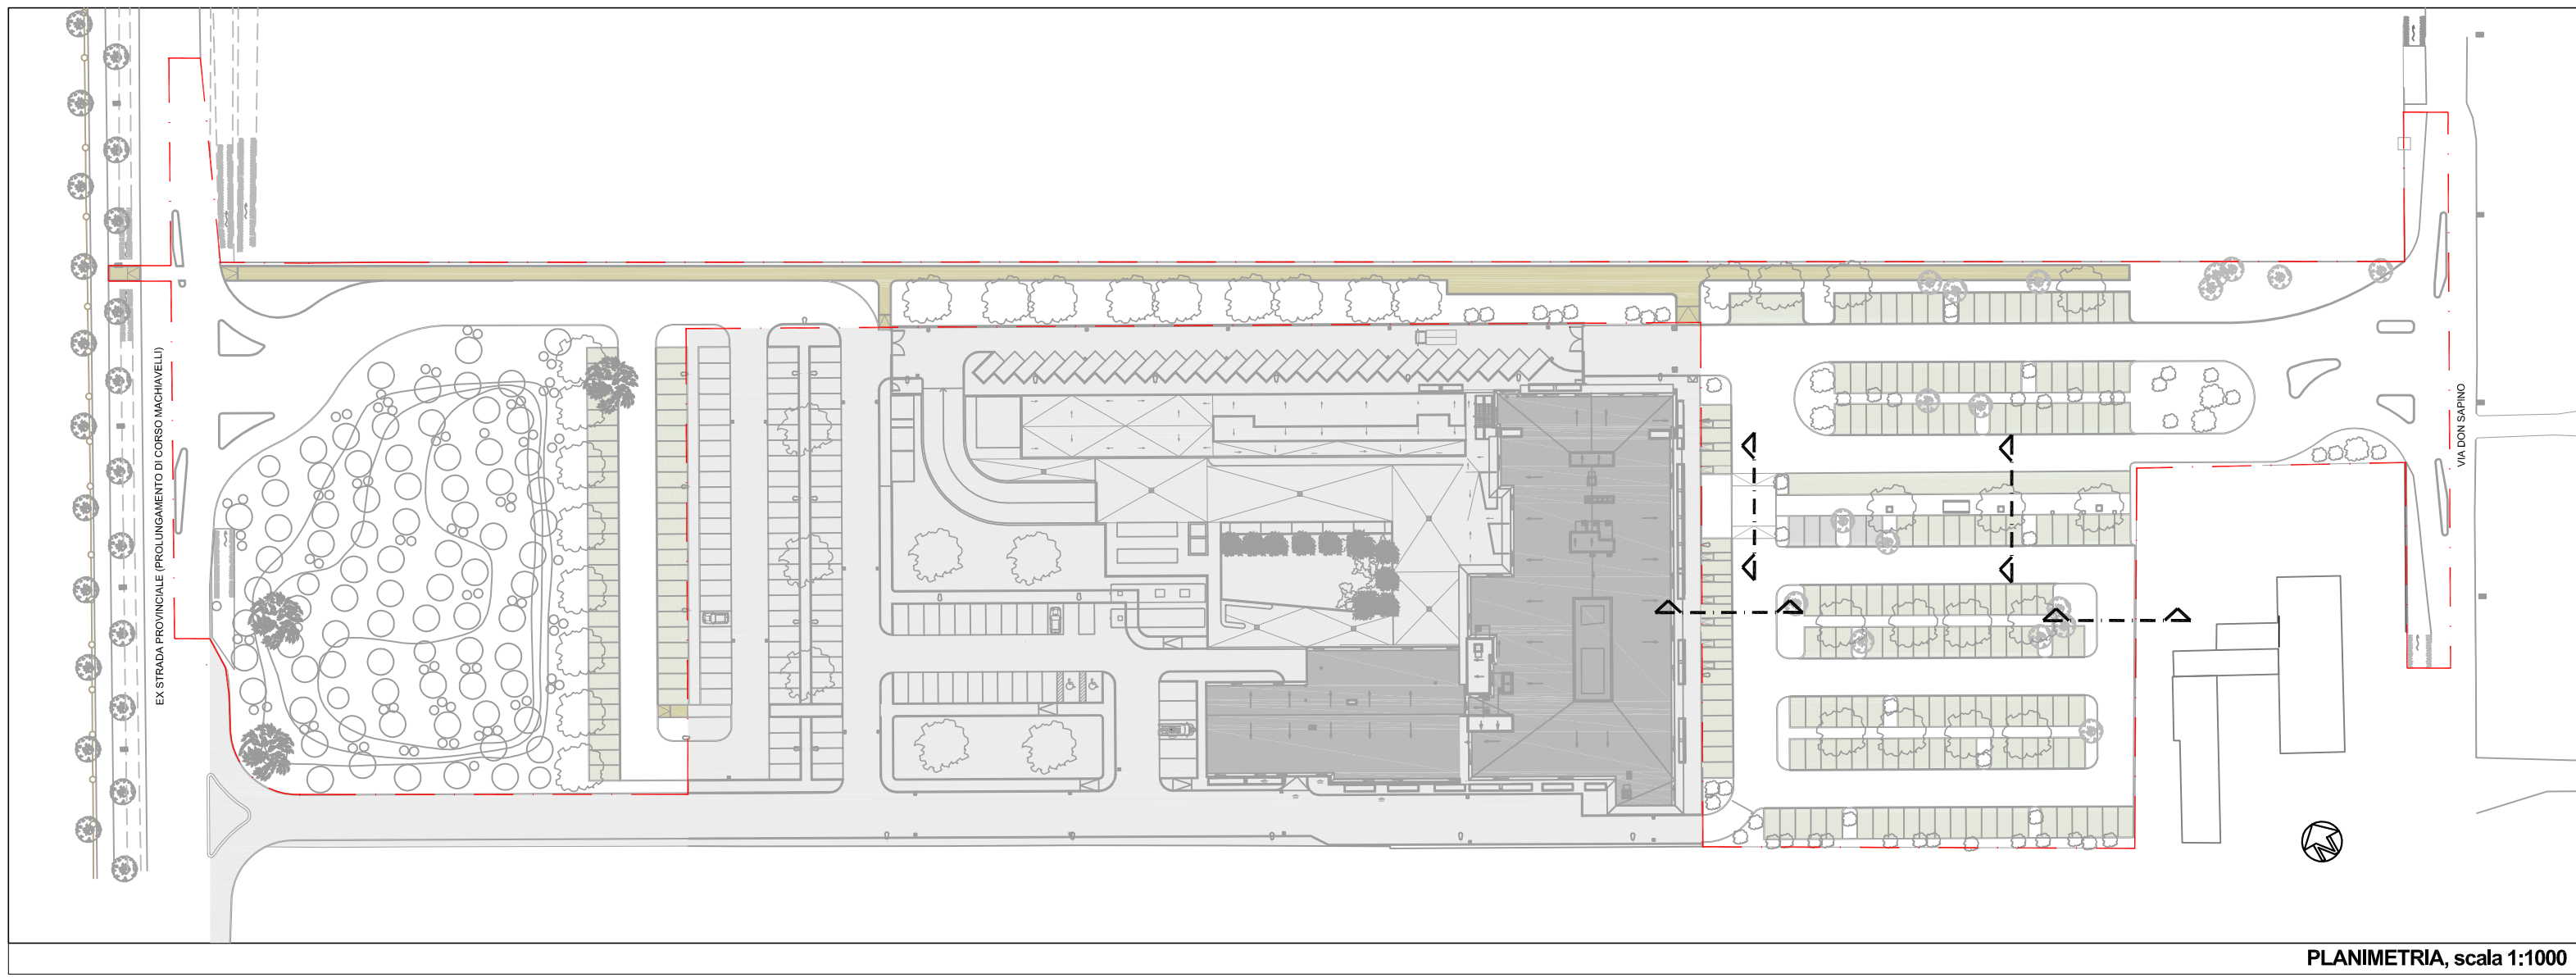 EX STRADA PROVINCIALE (PROLUNGAMENTO DI CORSO MACHIAVELLI)
VIA DON SAPINO
N
PLANIMETRIA, scala 1:1000